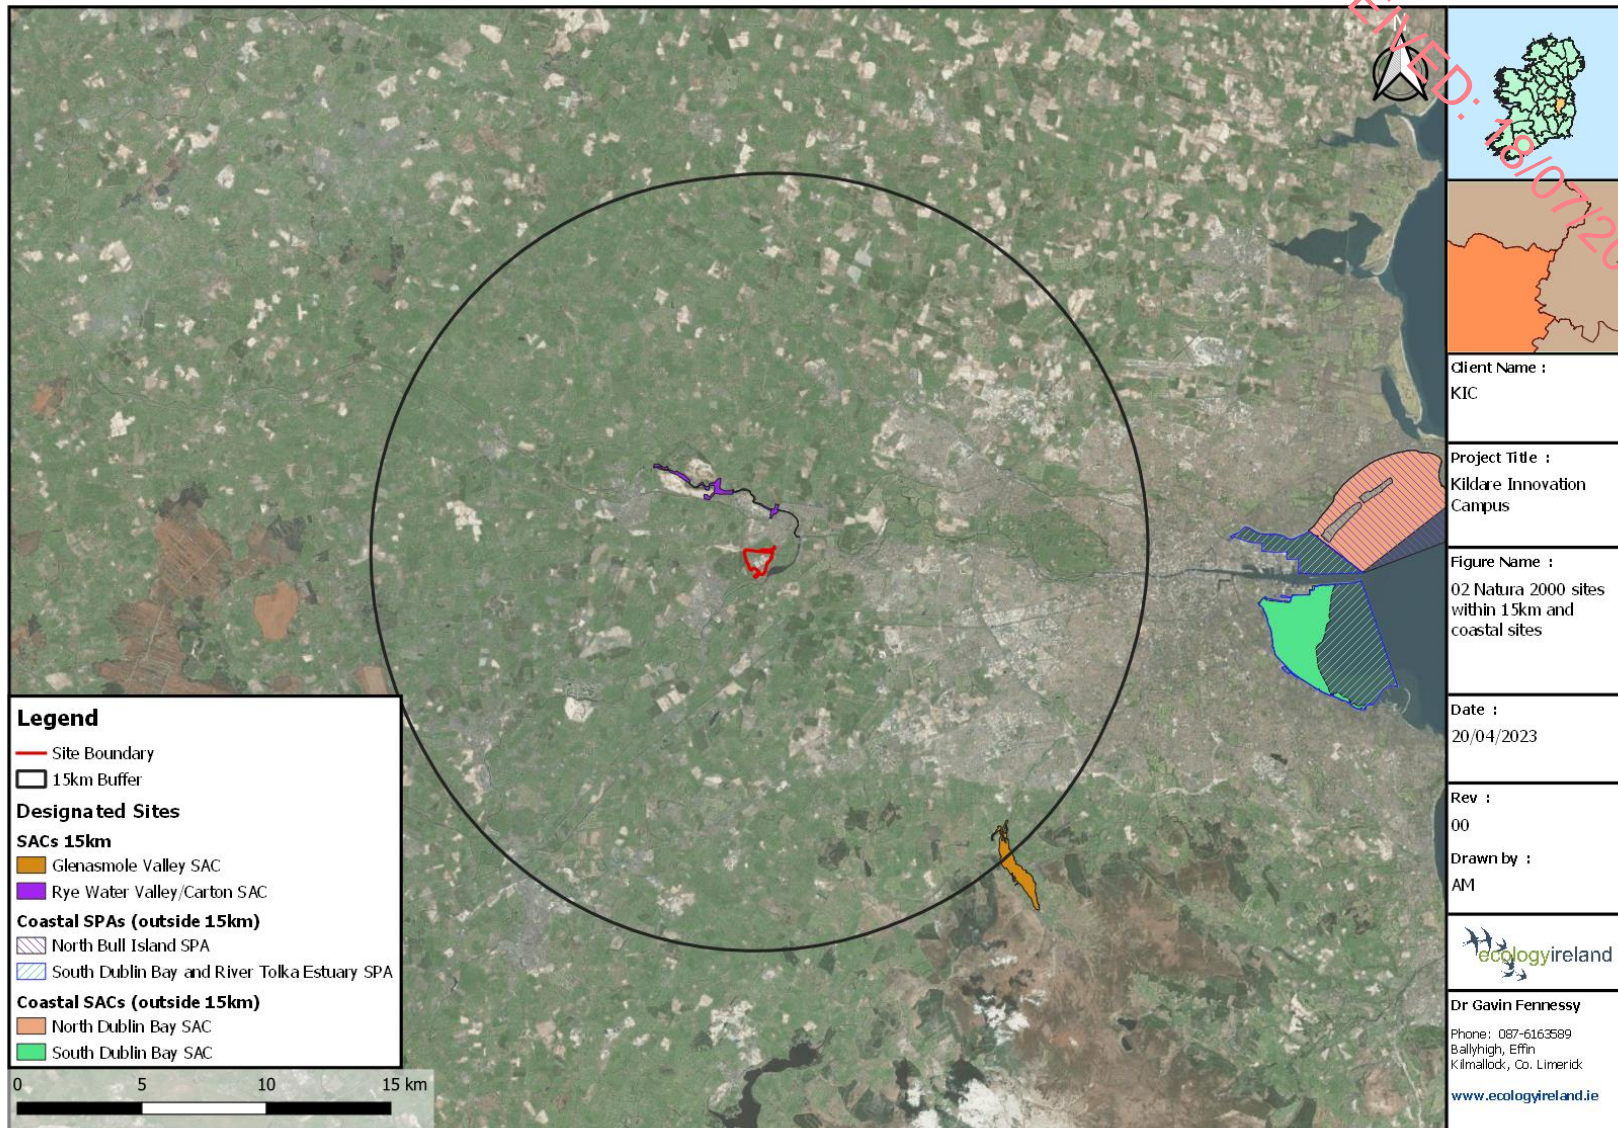 EIVED: 18/07/20
N
Client Name :
KIC
Project Title :
Kildare Innovation
Campus
Figure Name :
02 Natura 2000 sites
within 15km and
coastal sites
Date :
20/04/2023
Rev :
00
Drawn by :
AM
ecologyireland
Dr Gavin Fennessy
Phone: 087-6163589
Ballyhigh, Effin
Kilmallock, Co. Limerick
www.ecologyireland.ie
Legend
Site Boundary
15km Buffer
Designated Sites
SACs 15km
Glenasmole Valley SAC
Rye Water Valley/Carton SAC
Coastal SPAs (outside 15km)
North Bull Island SPA
South Dublin Bay and River Tolka Estuary SPA
Coastal SACs (outside 15km)
North Dublin Bay SAC
South Dublin Bay SAC
0 5 10 15 km